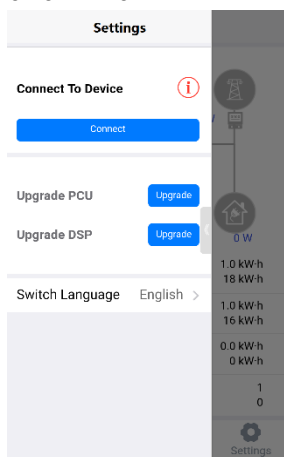 Settings
Connect To Device
Connect
Upgrade PCU Upgrade
Upgrade DSP Upgrade
Switch Language English >
W
0 W
1.0 kW·h
18 kW·h
1.0 kW·h
16 kW·h
0.0 kW·h
0 kW·h
1
0
Settings